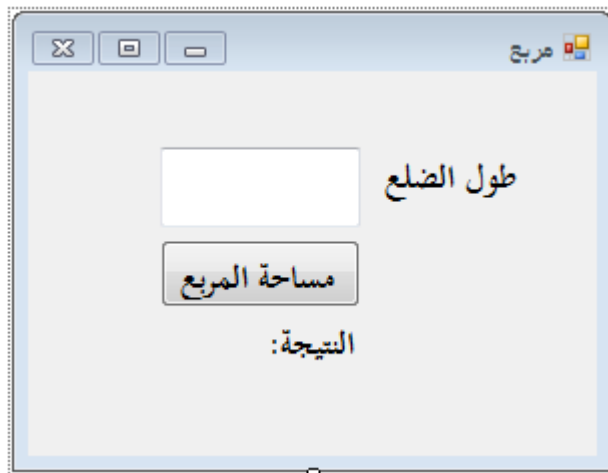 مربع
طول الضلع
مساحة المربع
النتيجة: